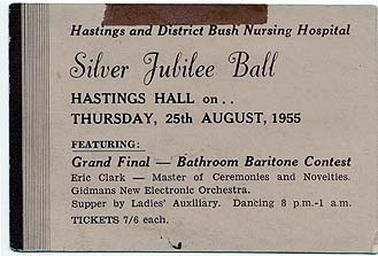 Hastings and District Bush Nursing Hospital
Silver Jubilee Ball
HASTINGS HALL on . .
THURSDAY, 25th AUGUST, 1955
FEATURING:
Grand Final — Bathroom Baritone Contest
Eric Clark — Master of Ceremonies and Novelties.
Gidmans New Electronic Orchestra.
Supper by Ladies' Auxiliary. Dancing 8 p.m.-1 a.m.
TICKETS 7/6 each.